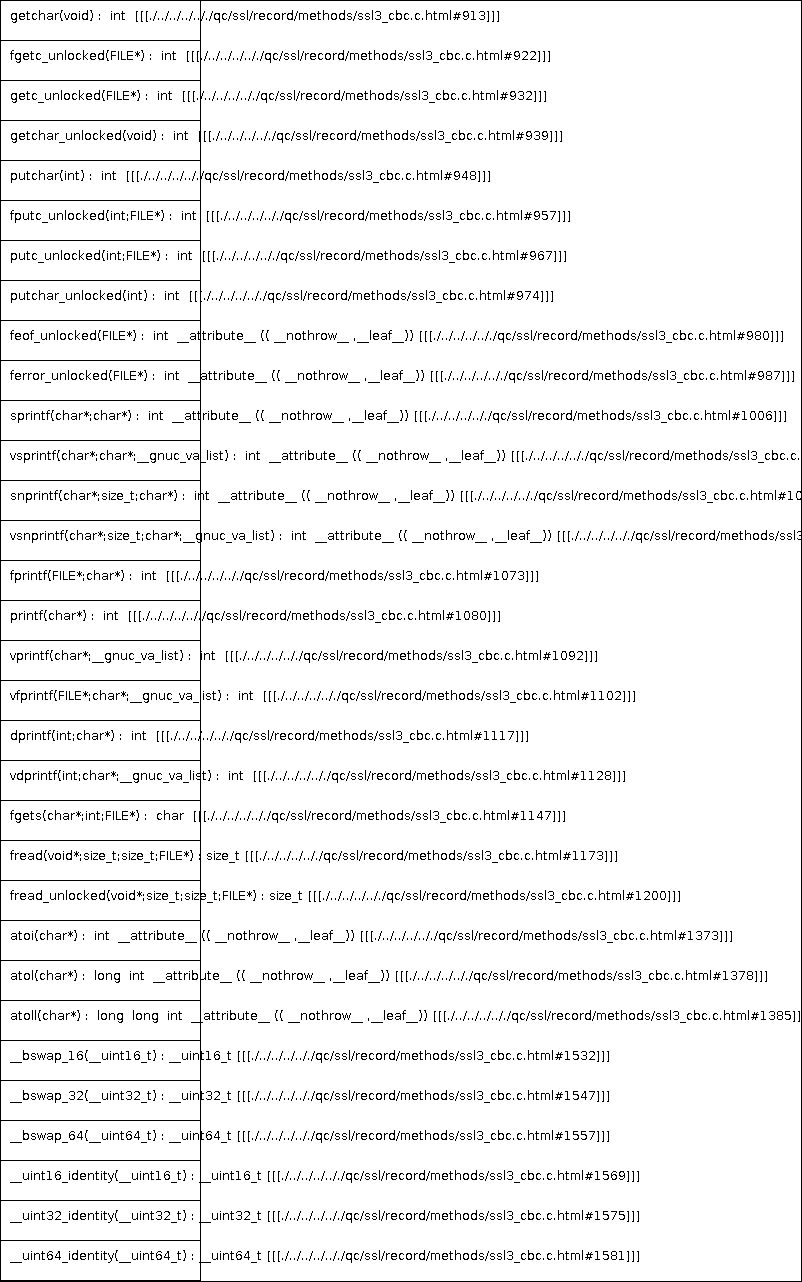 getchar(void) : int [[[./../../../../qc/ssl/record/methods/ssl3_cbc.c.html#913]]]
fgetc_unlocked(FILE*) : int [[[./../../../../qc/ssl/record/methods/ssl3_cbc.c.html#922]]]
getc_unlocked(FILE*) : int [[[./../../../../qc/ssl/record/methods/ssl3_cbc.c.html#932]]]
getchar_unlocked(void) : int [[[./../../../../qc/ssl/record/methods/ssl3_cbc.c.html#939]]]
putchar(int) : int [[[./../../../../qc/ssl/record/methods/ssl3_cbc.c.html#948]]]
fputc_unlocked(int;FILE*) : int [[[./../../../../qc/ssl/record/methods/ssl3_cbc.c.html#957]]]
putc_unlocked(int;FILE*) : int [[[./../../../../qc/ssl/record/methods/ssl3_cbc.c.html#967]]]
putchar_unlocked(int) : int [[[./../../../../qc/ssl/record/methods/ssl3_cbc.c.html#974]]]
feof_unlocked(FILE*) : int __attribute__ (( __nothrow__ ,__leaf__)) [[[./../../../../qc/ssl/record/methods/ssl3_cbc.c.html#980]]]
ferror_unlocked(FILE*) : int __attribute__ (( __nothrow__ ,__leaf__)) [[[./../../../../qc/ssl/record/methods/ssl3_cbc.c.html#987]]]
sprintf(char*;char*) : int __attribute__ (( __nothrow__ ,__leaf__)) [[[./../../../../qc/ssl/record/methods/ssl3_cbc.c.html#1006]]]
vsprintf(char*;char*;__gnuc_va_list) : int __attribute__ (( __nothrow__ ,__leaf__)) [[[./../../../../qc/ssl/record/methods/ssl3_cbc.c.
snprintf(char*;size_t;char*) : int __attribute__ (( __nothrow__ ,__leaf__)) [[[./../../../../qc/ssl/record/methods/ssl3_cbc.c.html#10
vsnprintf(char*;size_t;char*;__gnuc_va_list) : int __attribute__ (( __nothrow__ ,__leaf__)) [[[./../../../../qc/ssl/record/methods/ssl3
fprintf(FILE*;char*) : int [[[./../../../../qc/ssl/record/methods/ssl3_cbc.c.html#1073]]]
printf(char*) : int [[[./../../../../qc/ssl/record/methods/ssl3_cbc.c.html#1080]]]
vprintf(char*;__gnuc_va_list) : int [[[./../../../../qc/ssl/record/methods/ssl3_cbc.c.html#1092]]]
vfprintf(FILE*;char*;__gnuc_va_list) : int [[[./../../../../qc/ssl/record/methods/ssl3_cbc.c.html#1102]]]
dprintf(int;char*) : int [[[./../../../../qc/ssl/record/methods/ssl3_cbc.c.html#1117]]]
vdprintf(int;char*;__gnuc_va_list) : int [[[./../../../../qc/ssl/record/methods/ssl3_cbc.c.html#1128]]]
fgets(char*;int;FILE*) : char [[[./../../../../qc/ssl/record/methods/ssl3_cbc.c.html#1147]]]
fread(void*;size_t;size_t;FILE*) : size_t [[[./../../../../qc/ssl/record/methods/ssl3_cbc.c.html#1173]]]
fread_unlocked(void*;size_t;size_t;FILE*) : size_t [[[./../../../../qc/ssl/record/methods/ssl3_cbc.c.html#1200]]]
atoi(char*) : int __attribute__ (( __nothrow__ ,__leaf__)) [[[./../../../../qc/ssl/record/methods/ssl3_cbc.c.html#1373]]]
atol(char*) : long int __attribute__ (( __nothrow__ ,__leaf__)) [[[./../../../../qc/ssl/record/methods/ssl3_cbc.c.html#1378]]]
atoll(char*) : long long int __attribute__ (( __nothrow__ ,__leaf__)) [[[./../../../../qc/ssl/record/methods/ssl3_cbc.c.html#1385]]]
__bswap_16(__uint16_t) : __uint16_t [[[./../../../../qc/ssl/record/methods/ssl3_cbc.c.html#1532]]]
__bswap_32(__uint32_t) : __uint32_t [[[./../../../../qc/ssl/record/methods/ssl3_cbc.c.html#1547]]]
__bswap_64(__uint64_t) : __uint64_t [[[./../../../../qc/ssl/record/methods/ssl3_cbc.c.html#1557]]]
__uint16_identity(__uint16_t) : __uint16_t [[[./../../../../qc/ssl/record/methods/ssl3_cbc.c.html#1569]]]
__uint32_identity(__uint32_t) : __uint32_t [[[./../../../../qc/ssl/record/methods/ssl3_cbc.c.html#1575]]]
__uint64_identity(__uint64_t) : __uint64_t [[[./../../../../qc/ssl/record/methods/ssl3_cbc.c.html#1581]]]